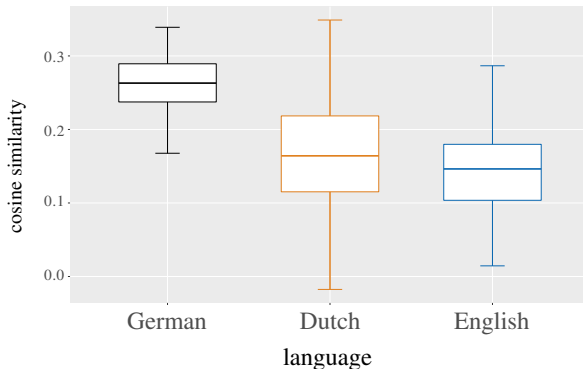 cosine similarity
0.3
0.2
0.1
0.0
German Dutch English
language